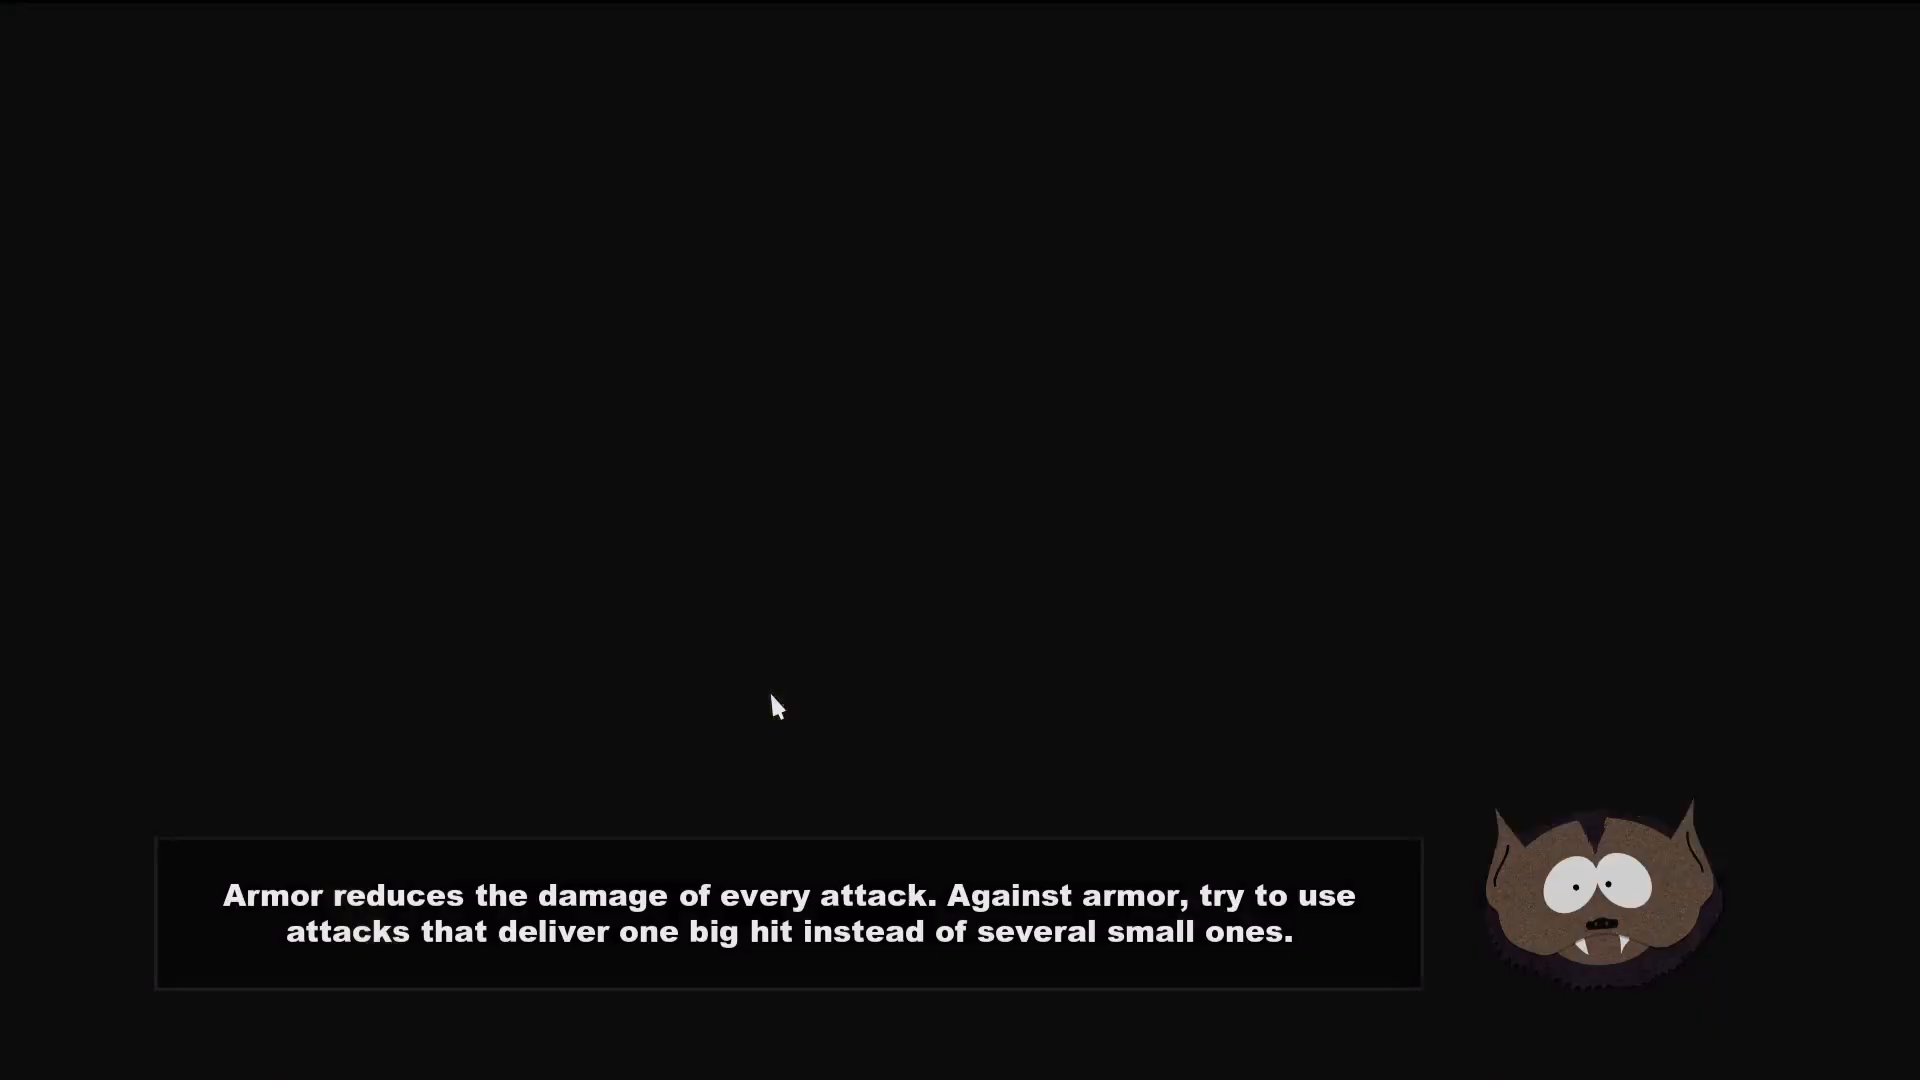 Armor reduces the damage of every attack. Against armor, try to use
attacks that deliver one big hit instead of several small ones.